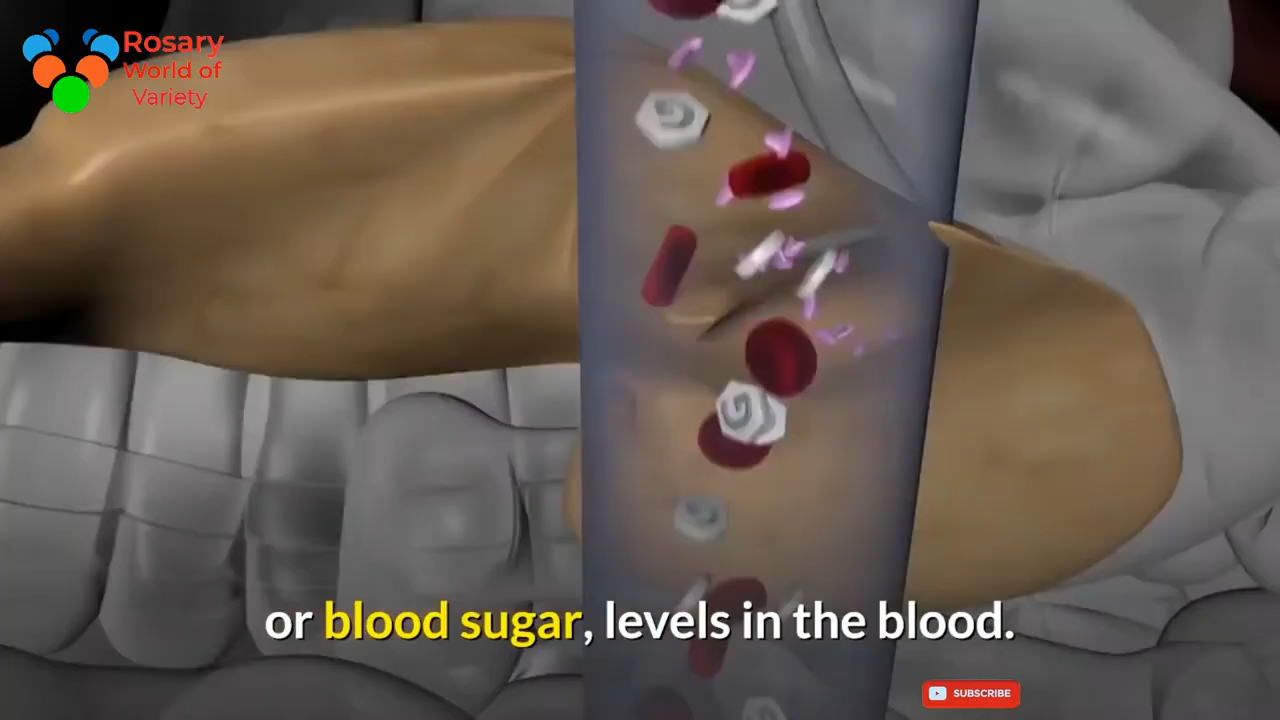 Rosary
World of
Variety
or blood sugar, levels in the blood.
SUBSCRIBE